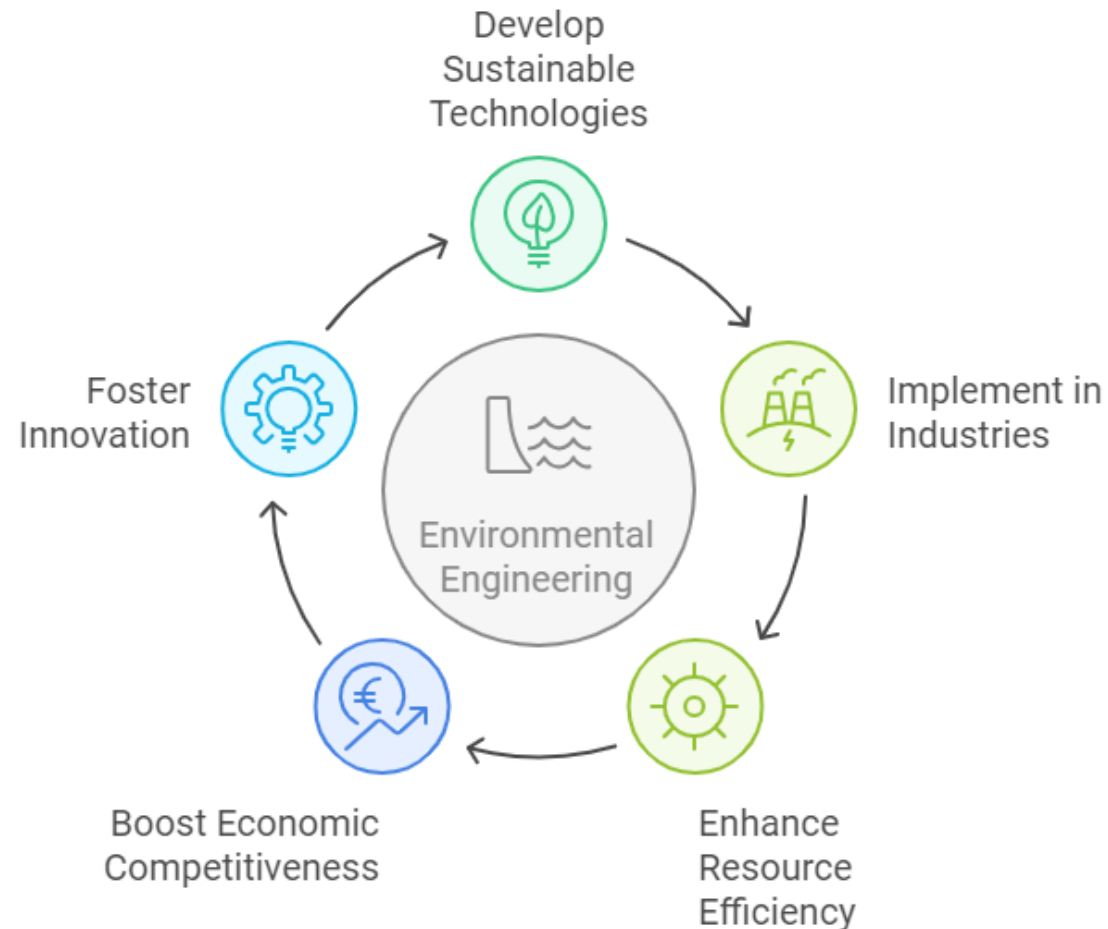 Develop
Sustainable
Technologies
Implement in
Industries
Enhance
Resource
Efficiency
Boost Economic
Competitiveness
Foster
Innovation
Environmental
Engineering
€